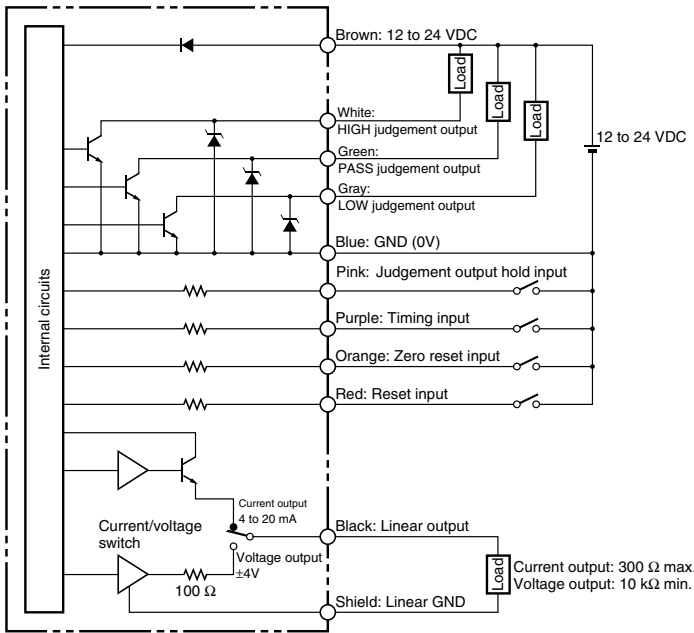 Brown: 12 to 24 VDC
Load
Load
Load
White:
HIGH judgement output
12 to 24 VDC
Green:
PASS judgement output
Gray:
LOW judgement output
Blue: GND (0V)
Internal circuits
Pink: Judgement output hold input
Purple: Timing input
Orange: Zero reset input
Red: Reset input
Current output
4 to 20 mA
Current/voltage
switch
Black: Linear output
Voltage output
±4V
100 Ω
Load
Current output: 300 Ω max.
Voltage output: 10 kΩ min.
Shield: Linear GND